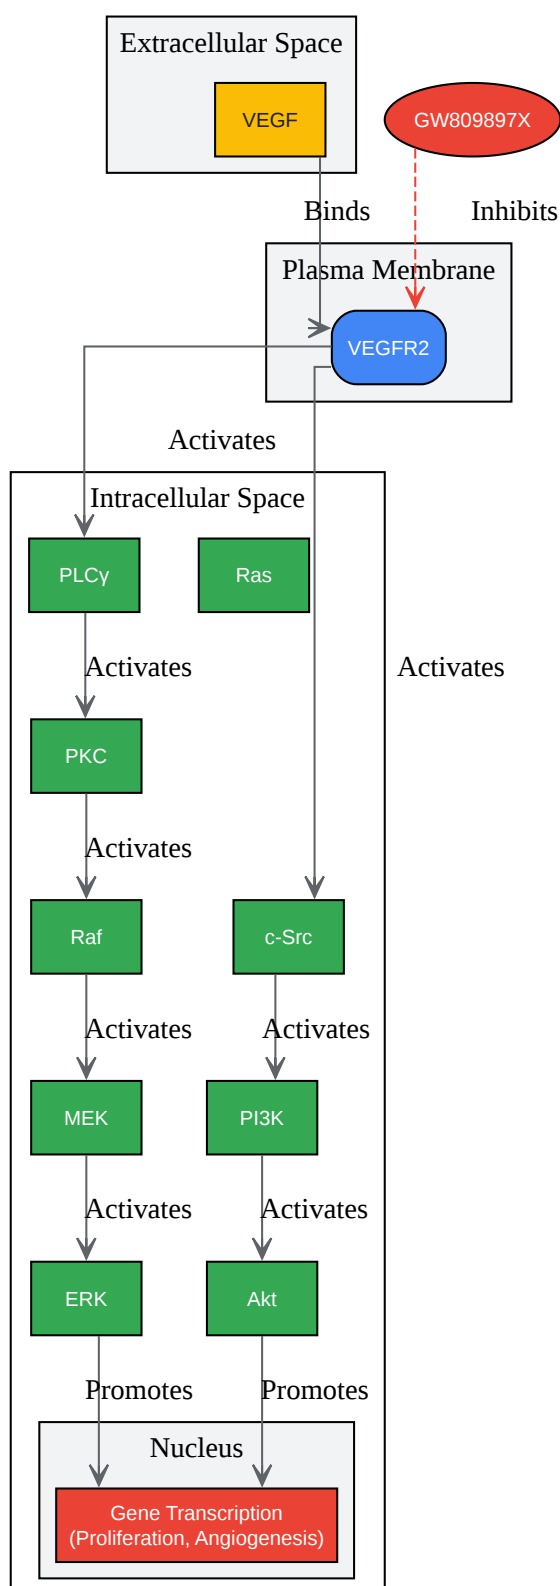 Extracellular Space
VEGF
GW809897X
Binds
Inhibits
Plasma Membrane
VEGFR2
Activates
Intracellular Space
PLCγ
Ras
Activates
Activates
PKC
Activates
Raf
c-Src
Activates
Activates
MEK
PI3K
Activates
Activates
ERK
Akt
Promotes
Promotes
Nucleus
Gene Transcription
(Proliferation, Angiogenesis)